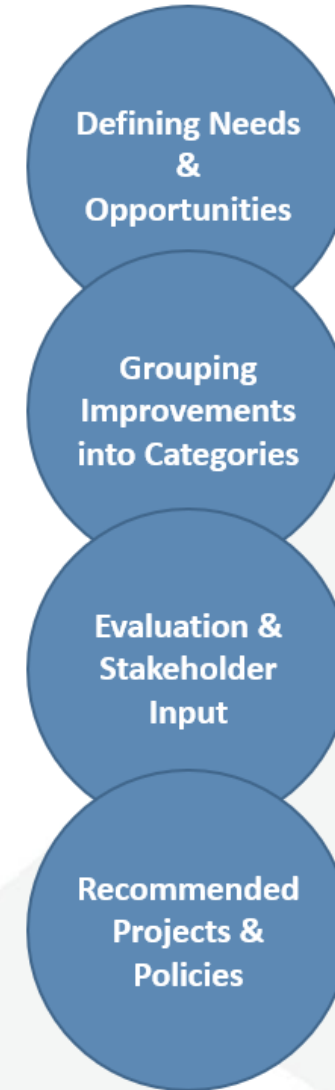 Defining Needs
&
Opportunities
Grouping
Improvements
into Categories
Evaluation &
Stakeholder
Input
Recommended
Projects &
Policies